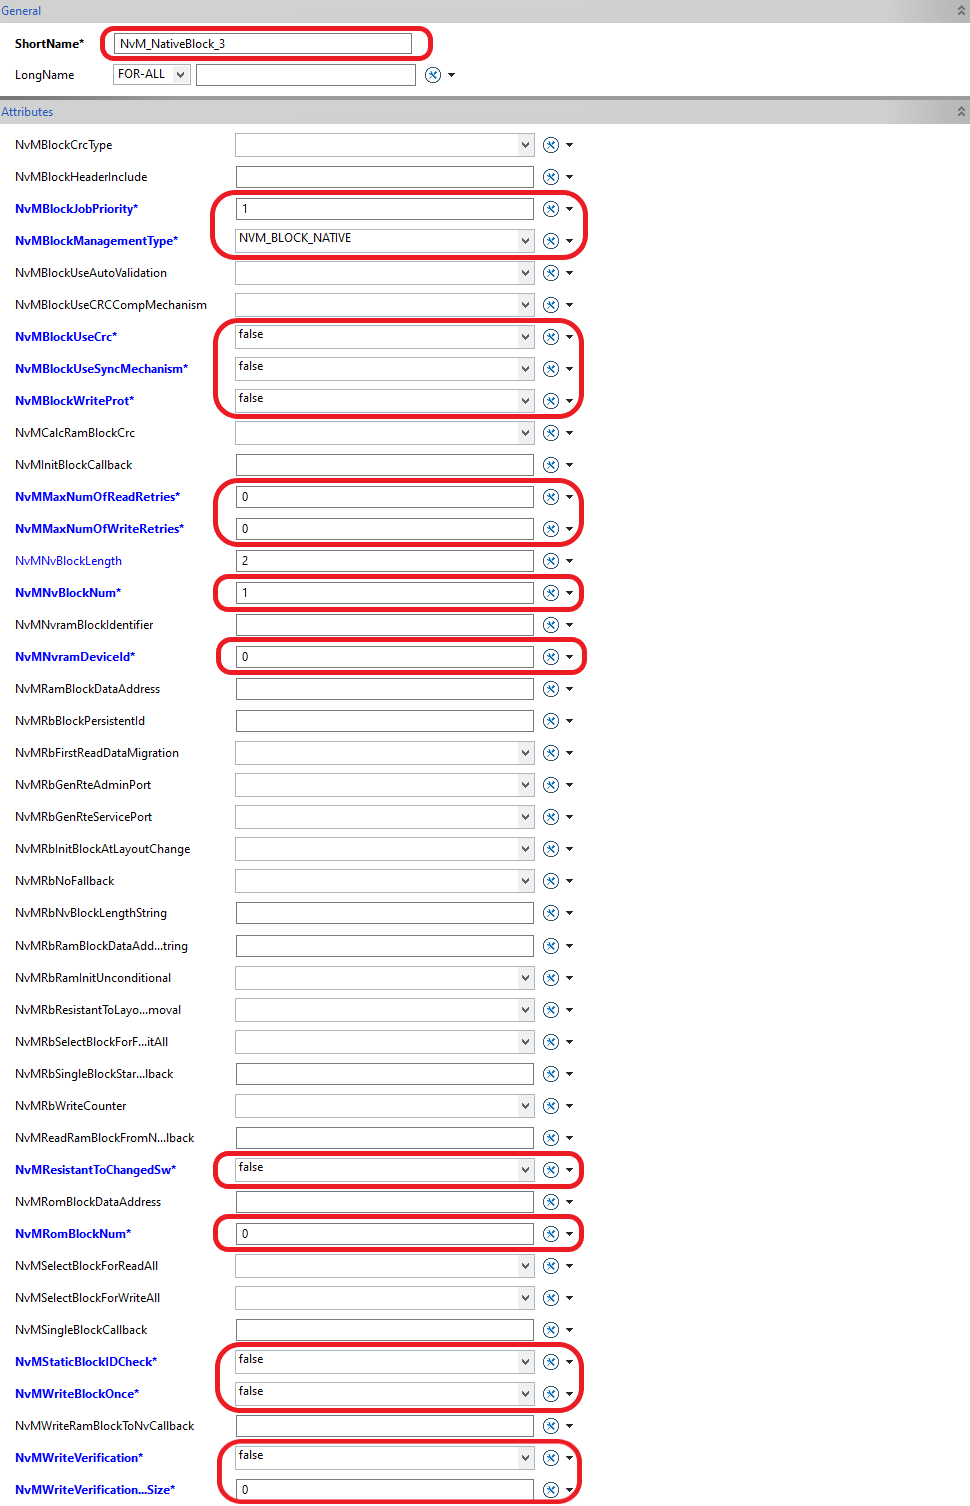 General
ShortName* NvM_NativeBlock_3
LongName FOR-ALL
Attributes
NvMBlockCrcType
NvMBlockHeaderInclude
NvMBlockJobPriority* 1
NvMBlockManagementType* NVM_BLOCK_NATIVE
NvMBlockUseAutoValidation
NvMBlockUseCRCCompMechanism
NvMBlockUseCrc* false
NvMBlockUseSyncMechanism* false
NvMBlockWriteProt* false
NvMCalcRamBlockCrc
NvMInitBlockCallback
NvMMaxNumOfReadRetries* 0
NvMMaxNumOfWriteRetries* 0
NvMNvBlockLength 2
NvMNvBlockNum* 1
NvMNvramBlockIdentifier
NvMNvramDeviceId* 0
NvMRamBlockDataAddress
NvMRbBlockPersistentId
NvMRbFirstReadDataMigration
NvMRbGenRteAdminPort
NvMRbGenRteServicePort
NvMRbInitBlockAtLayoutChange
NvMRbNoFallback
NvMRbNvBlockLengthString
NvMRbRamBlockDataAdd...tring
NvMRbRamInitUnconditional
NvMRbResistantToLayo...moval
NvMRbSelectBlockForF...itAll
NvMRbSingleBlockStar...lback
NvMRbWriteCounter
NvMReadRamBlockFromN...lback
NvMResistantToChangedSw* false
NvMRomBlockDataAddress
NvMRomBlockNum* 0
NvMSelectBlockForReadAll
NvMSelectBlockForWriteAll
NvMSingleBlockCallback
NvMStaticBlockIDCheck* false
NvMWriteBlockOnce* false
NvMWriteRamBlockToNvCallback
NvMWriteVerification* false
NvMWriteVerification...Size* 0